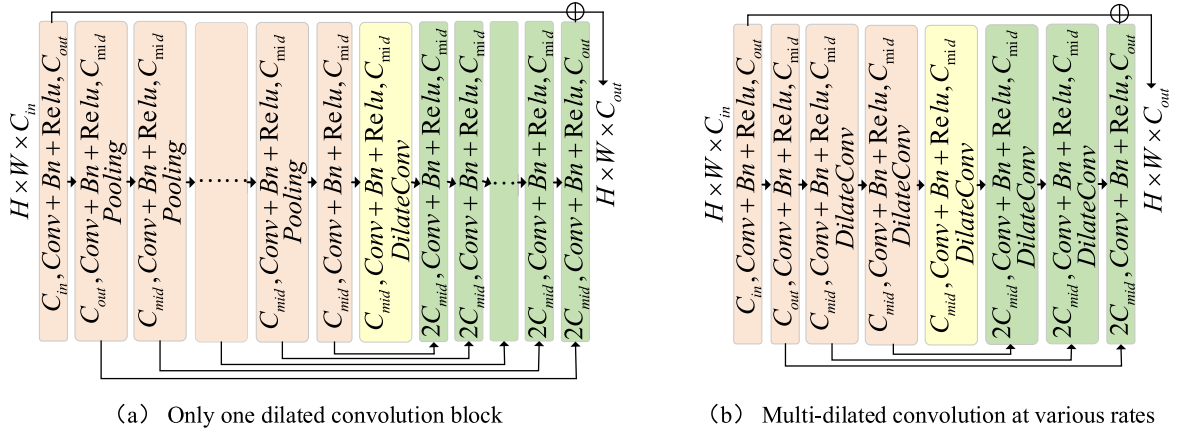 H × W × C_in
C_in, Conv + Bn + Relu, C_out
C_out, Conv + Bn + Relu, C_mid
Pooling
C_mid, Conv + Bn + Relu, C_mid
Pooling
........
C_mid, Conv + Bn + Relu, C_mid
Pooling
C_mid, Conv + Bn + Relu, C_mid
C_mid, Conv + Bn + Relu, C_mid
DilateConv
2C_mid, Conv + Bn + Relu, C_mid
2C_mid, Conv + Bn + Relu, C_mid
.....
2C_mid, Conv + Bn + Relu, C_mid
2C_mid, Conv + Bn + Relu, C_out
H × W × C_out
(a) Only one dilated convolution block
H × W × C_in
C_in, Conv + Bn + Relu, C_out
C_out, Conv + Bn + Relu, C_mid
C_mid, Conv + Bn + Relu, C_mid
DilateConv
C_mid, Conv + Bn + Relu, C_mid
DilateConv
C_mid, Conv + Bn + Relu, C_mid
DilateConv
2C_mid, Conv + Bn + Relu, C_mid
DilateConv
2C_mid, Conv + Bn + Relu, C_mid
DilateConv
2C_mid, Conv + Bn + Relu, C_out
H × W × C_out
(b) Multi-dilated convolution at various rates